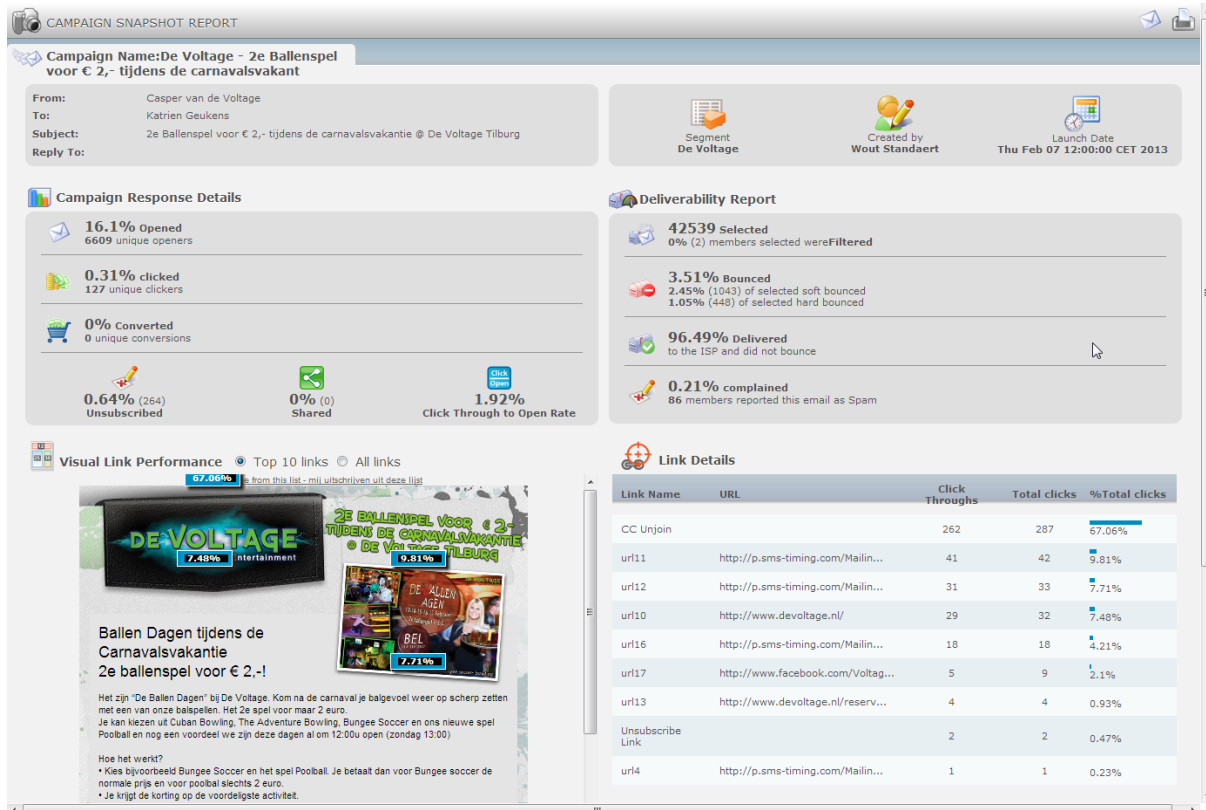 CAMPAIGN SNAPSHOT REPORT
Campaign Name:De Voltage - 2e Ballenspel
voor € 2,- tijdens de carnavalsvakant
From: Casper van de Voltage
To: Katrien Geukens
Subject: 2e Ballenspel voor € 2,- tijdens de carnavalsvakantie @ De Voltage Tilburg
Reply To:
Segment
De Voltage
Created by
Wout Standaert
Launch Date
Thu Feb 07 12:00:00 CET 2013
Campaign Response Details
16.1% Opened
6609 unique openers
0.31% clicked
127 unique clickers
0% Converted
0 unique conversions
0.64% (264)
Unsubscribed
0% (0)
Shared
Click
Open
1.92%
Click Through to Open Rate
Deliverability Report
42539 Selected
0% (2) members selected wereFiltered
3.51% Bounced
2.45% (1043) of selected soft bounced
1.05% (448) of selected hard bounced
96.49% Delivered
to the ISP and did not bounce
0.21% complained
86 members reported this email as Spam
Visual Link Performance Top 10 links All links
67.06% e from this list - mij uitschrijven uit deze lijst
DE VOLTAGE
7.48% ntertainment
2E BALLENSPEL VOOR € 2-
TIJDENS DE CARNAVALSVAKANTIE
@ DE VOLTAGE TILBURG
9.81%
DE BALLEN
DAGEN
BEL
7.71%
Ballen Dagen tijdens de
Carnavalsvakantie
2e ballenspel voor € 2,-!
Het zijn "De Ballen Dagen" bij De Voltage. Kom na de carnaval je balgevoel weer op scherp zetten
met een van onze balspellen. Het 2e spel voor maar 2 euro.
Je kan kiezen uit Cuban Bowling, The Adventure Bowling, Bungee Soccer en ons nieuwe spel
Poolball en nog een voordeel we zijn deze dagen al om 12:00u open (zondag 13:00)
Hoe het werkt?
• Kies bijvoorbeeld Bungee Soccer en het spel Poolball. Je betaalt dan voor Bungee soccer de
normale prijs en voor poolbal slechts 2 euro.
• Je krijgt de korting op de voordeligste activiteit.
Link Details
Link Name URL Click Throughs Total clicks %Total clicks
CC Unjoin 262 287 67.06%
url11 http://p.sms-timing.com/Mailin... 41 42 9.81%
url12 http://p.sms-timing.com/Mailin... 31 33 7.71%
url10 http://www.devoltage.nl/ 29 32 7.48%
url16 http://p.sms-timing.com/Mailin... 18 18 4.21%
url17 http://www.facebook.com/Voltag... 5 9 2.1%
url13 http://www.devoltage.nl/reserv... 4 4 0.93%
Unsubscribe Link 2 2 0.47%
url4 http://p.sms-timing.com/Mailin... 1 1 0.23%